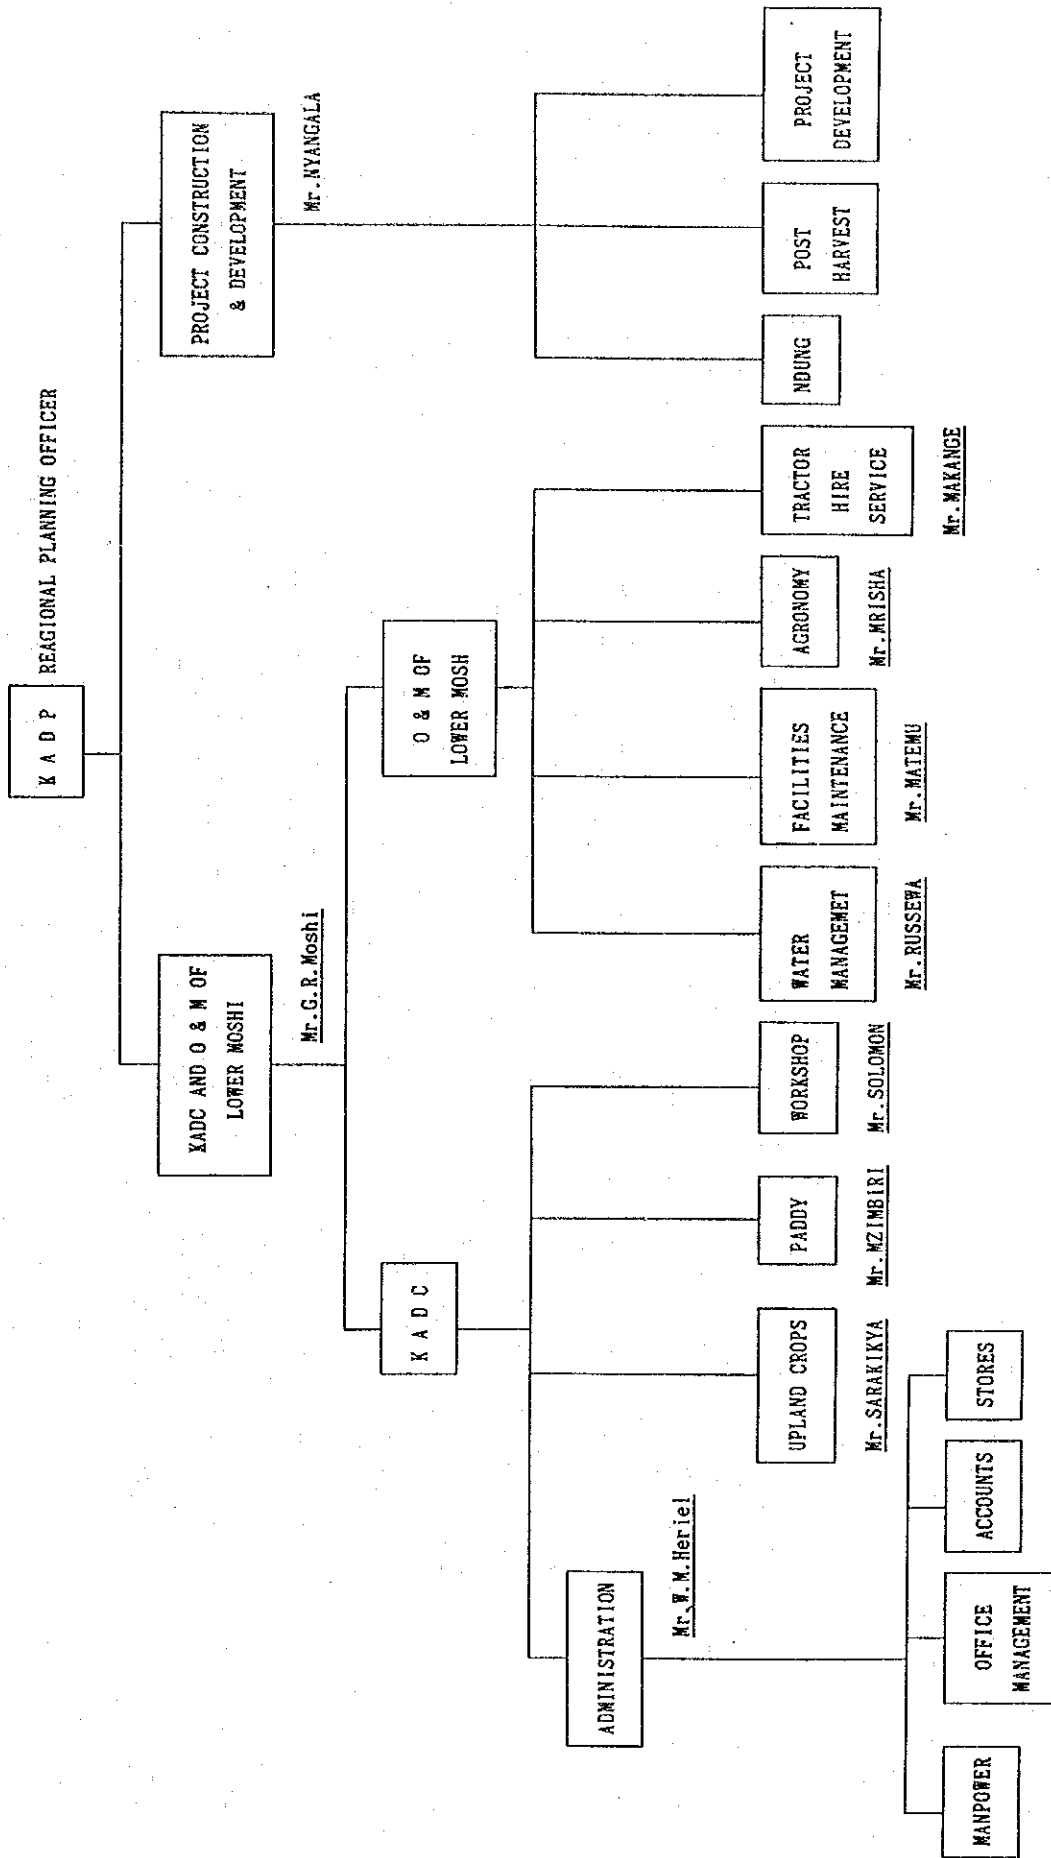 K A D P
REAGIONAL PLANNING OFFICER
KADC AND O & M OF
LOWER MOSHI
Mr.G.R.Moshi
PROJECT CONSTRUCTION
& DEVELOPMENT
Mr.NYANGALA
K A D C
O & M OF
LOWER MOSH
ADMINISTRATION
Mr.W.M.Heriel
UPLAND CROPS
Mr.SARAKIKYA
PADDY
Mr.MZIMBIRI
WORKSHOP
Mr.SOLOMON
WATER
MANAGEMET
Mr.RUSSEWA
FACILITIES
MAINTENANCE
Mr.MATEMU
AGRONOMY
Mr.MRISHA
TRACTOR
HIRE
SERVICE
Mr.MAKANGE
NDUNG
POST
HARVEST
PROJECT
DEVELOPMENT
MANPOWER
OFFICE
MANAGEMENT
ACCOUNTS
STORES